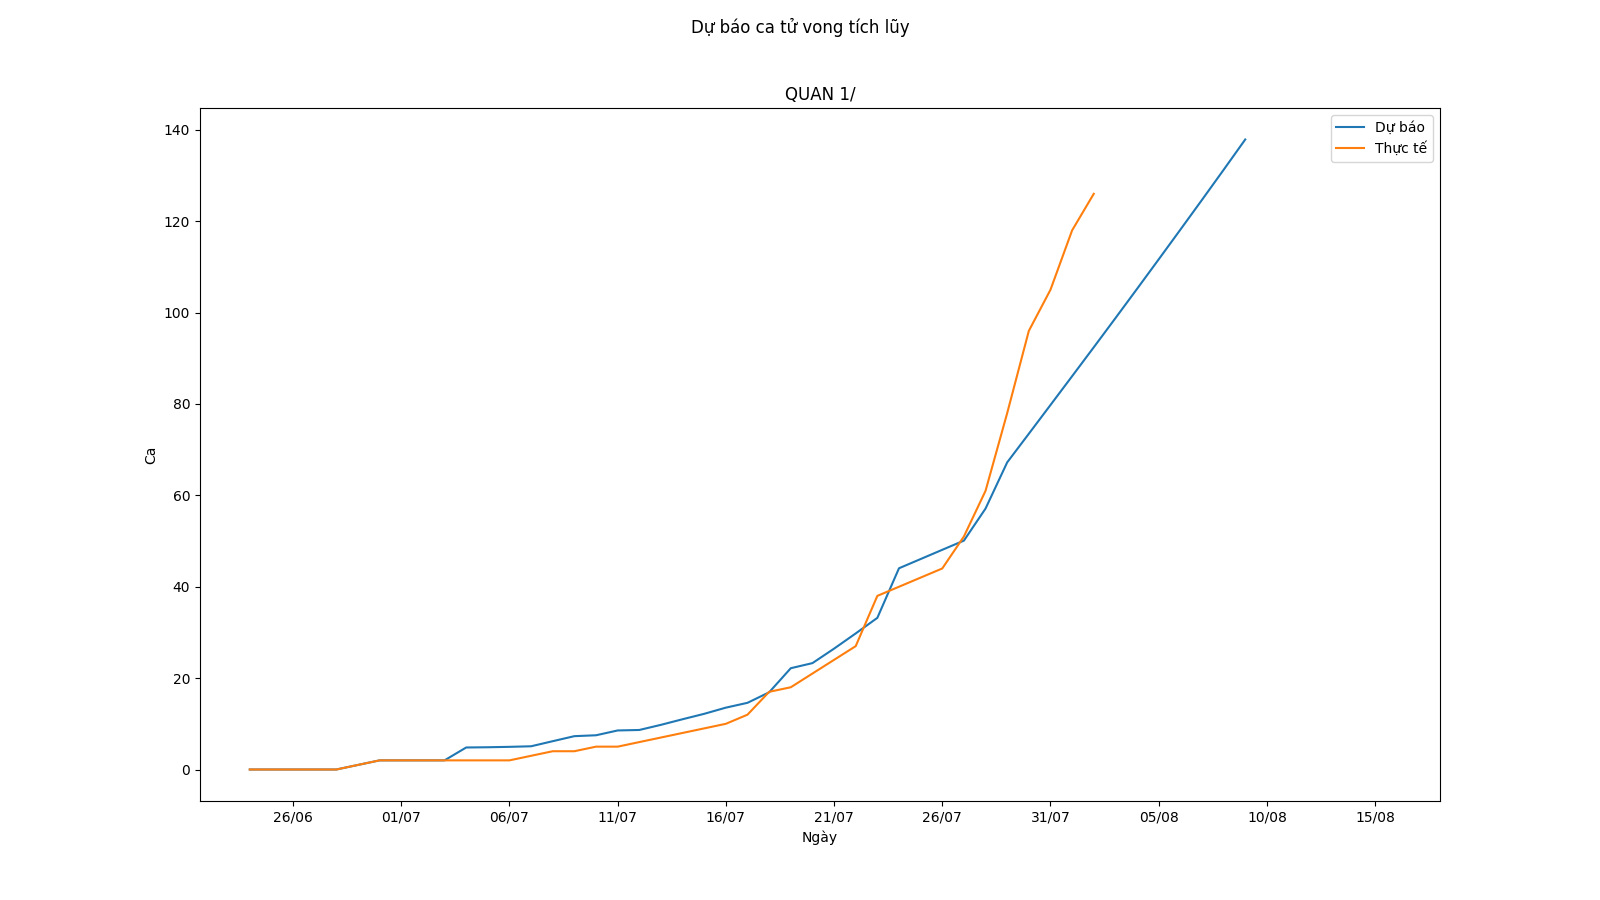 Dự báo ca tử vong tích lũy
QUAN 1/
Dự báo
Thực tế
140
120
100
80
60
40
20
0
Ca
26/06 01/07 06/07 11/07 16/07 21/07 26/07 31/07 05/08 10/08 15/08
Ngày